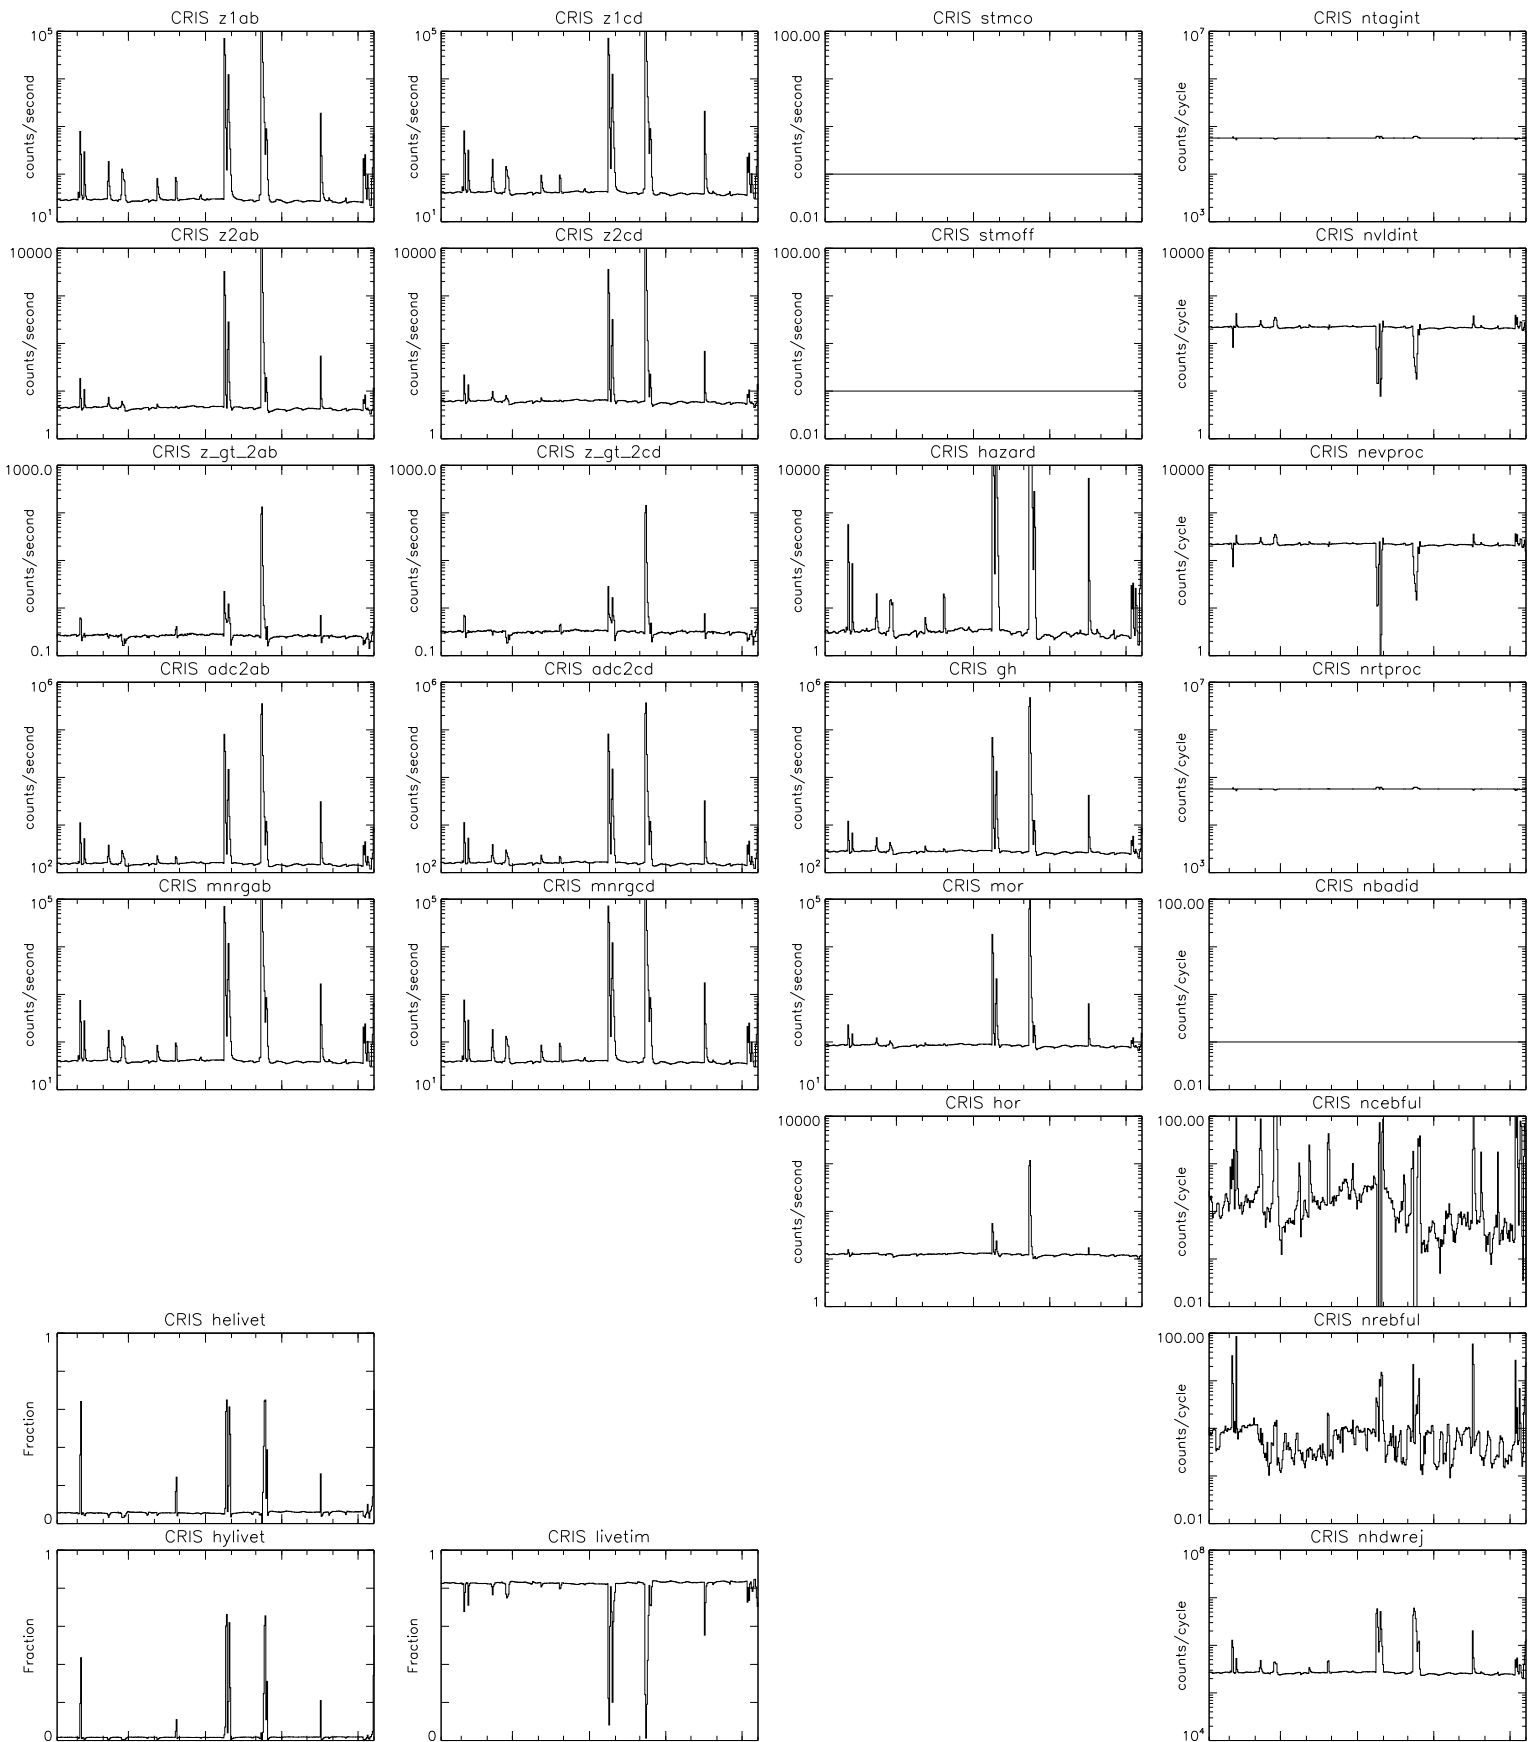 CRIS z1ab
10^5
counts/second
10^1
CRIS z1cd
10^5
counts/second
10^1
CRIS stmco
100.00
counts/second
0.01
CRIS ntagint
10^7
counts/cycle
10^3
CRIS z2ab
10000
counts/second
1
CRIS z2cd
10000
counts/second
1
CRIS stmoff
100.00
counts/second
0.01
CRIS nvldint
10000
counts/cycle
1
CRIS z_gt_2ab
1000.0
counts/second
0.1
CRIS z_gt_2cd
1000.0
counts/second
0.1
CRIS hazard
10000
counts/second
1
CRIS nevproc
10000
counts/cycle
1
CRIS adc2ab
10^6
counts/second
10^2
CRIS adc2cd
10^6
counts/second
10^2
CRIS gh
10^6
counts/second
10^2
CRIS nrtproc
10^7
counts/cycle
10^3
CRIS mnrgab
10^5
counts/second
10^1
CRIS mnrgcd
10^5
counts/second
10^1
CRIS mor
10^5
counts/second
10^1
CRIS nbadid
100.00
counts/cycle
0.01
CRIS hor
10000
counts/second
1
CRIS ncebful
100.00
counts/cycle
0.01
CRIS helivet
1
Fraction
0
CRIS nrebful
100.00
counts/cycle
0.01
CRIS hylivet
1
Fraction
0
CRIS livetim
1
Fraction
0
CRIS nhdwrej
10^8
counts/cycle
10^4